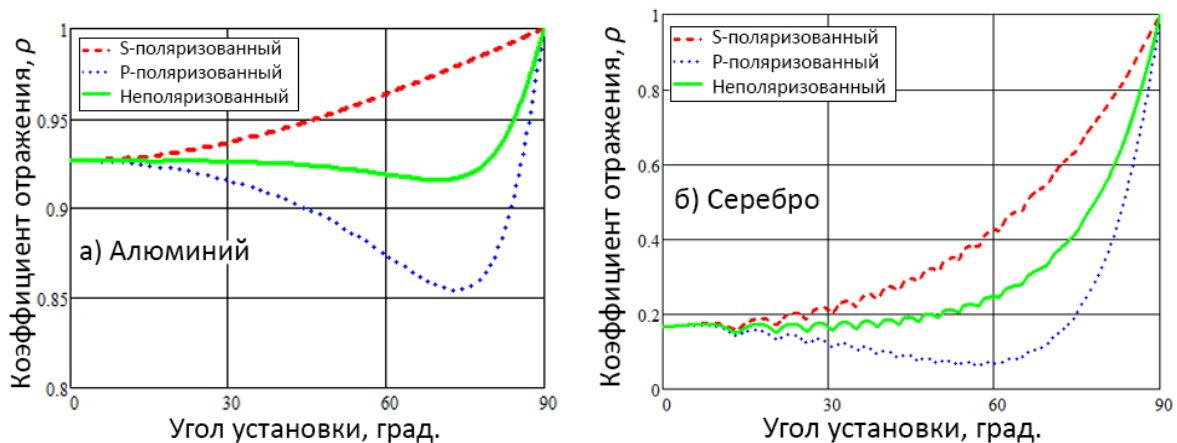 Коэффициент отражения, ρ
1
0.95
0.9
0.85
0.8
S-поляризованный
P-поляризованный
Неполяризованный
а) Алюминий
0 30 60 90
Угол установки, град.
Коэффициент отражения, ρ
1
0.8
0.6
0.4
0.2
0
S-поляризованный
P-поляризованный
Неполяризованный
б) Серебро
0 30 60 90
Угол установки, град.